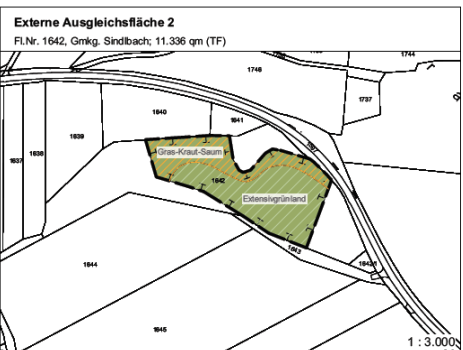 Externe Ausgleichsfläche 2
Fl.Nr. 1642, Gmkg. Sindlbach; 11.336 qm (TF)
1744
1746
1737
1640
1641
1639
1638
1637
Gras-Kraut-Saum
1642
Extensivgrünland
1643
1644
1645
1 : 3.000